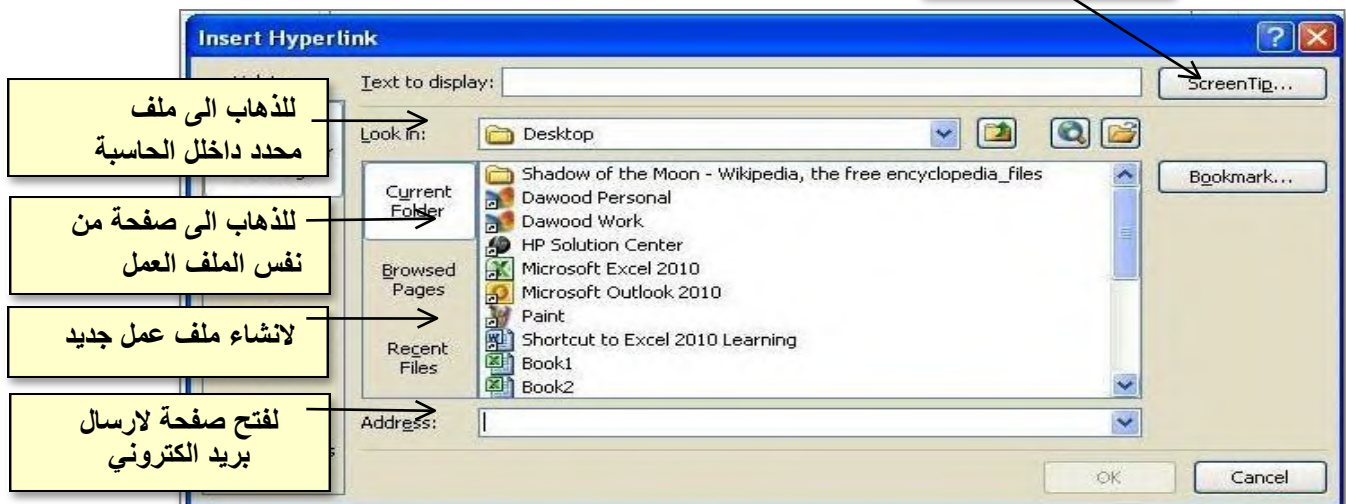 Insert Hyperlink
Text to display:
ScreenTip...
للذهاب الى ملف
محدد داخلل الحاسبة
Look in:
Desktop
Bookmark...
للذهاب الى صفحة من
نفس الملف العمل
لانشاء ملف عمل جديد
لفتح صفحة لارسال
بريد الكتروني
Current
Folder
Browsed
Pages
Recent
Files
Shadow of the Moon - Wikipedia, the free encyclopedia_files
Dawood Personal
Dawood Work
HP Solution Center
Microsoft Excel 2010
Microsoft Outlook 2010
Paint
Shortcut to Excel 2010 Learning
Book1
Book2
Address:
OK
Cancel